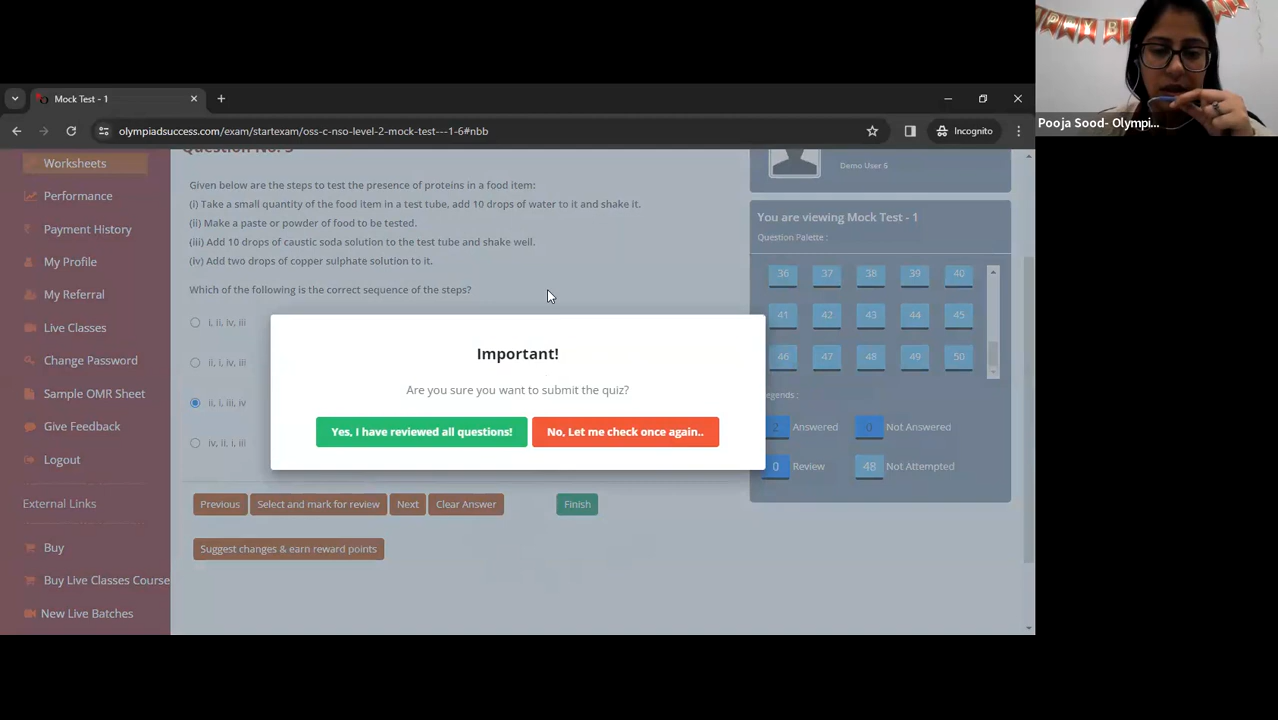 Mock Test - 1
olympiadsuccess.com/exam/startexam/oss-c-nso-level-2-mock-test---1-6#nbb
Incognito
Pooja Sood- Olympi...
Worksheets
Performance
Payment History
My Profile
My Referral
Live Classes
Change Password
Sample OMR Sheet
Give Feedback
Logout
External Links
Buy
Buy Live Classes Course
New Live Batches
Question No. 3
Given below are the steps to test the presence of proteins in a food item:
(i) Take a small quantity of the food item in a test tube, add 10 drops of water to it and shake it.
(ii) Make a paste or powder of food to be tested.
(iii) Add 10 drops of caustic soda solution to the test tube and shake well.
(iv) Add two drops of copper sulphate solution to it.
Which of the following is the correct sequence of the steps?
i, ii, iv, iii
ii, i, iv, iii
ii, i, iii, iv
iv, ii, i, iii
Important!
Are you sure you want to submit the quiz?
Yes, I have reviewed all questions!
No, Let me check once again..
Previous
Select and mark for review
Next
Clear Answer
Finish
Suggest changes & earn reward points
Demo User 6
You are viewing Mock Test - 1
Question Palette :
36 37 38 39 40
41 42 43 44 45
46 47 48 49 50
egends :
2 Answered 0 Not Answered
0 Review 48 Not Attempted